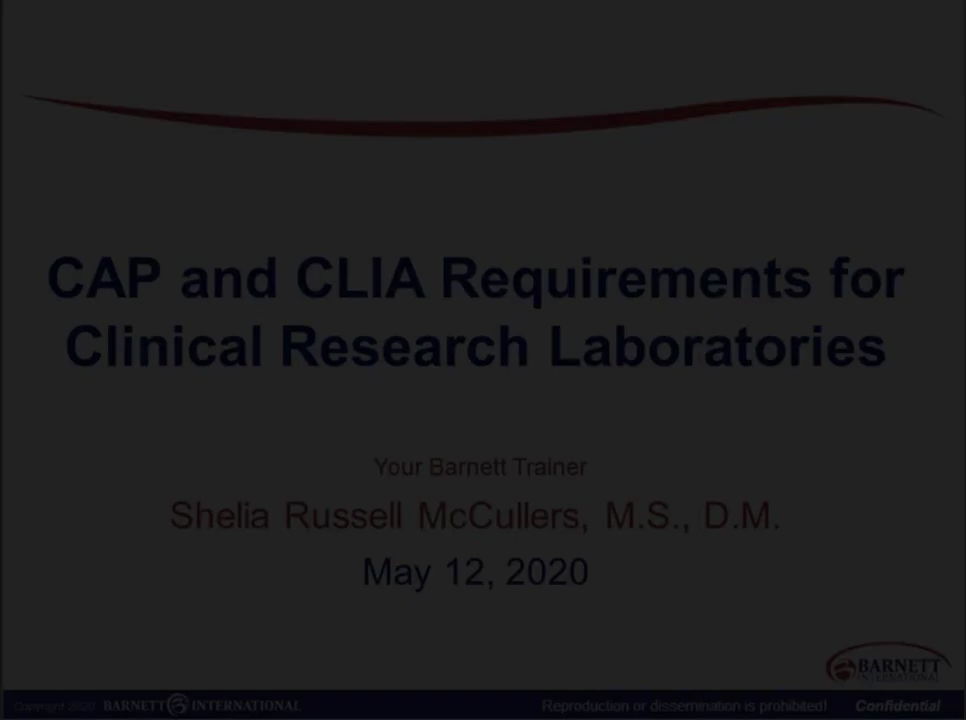 CAP and CLIA Requirements for
Clinical Research Laboratories
Your Barnett Trainer
Shelia Russell McCullers, M.S., D.M.
May 12, 2020
BARNETT
INTERNATIONAL
Copyright 2020 BARNETT INTERNATIONAL
Reproduction or dissemination is prohibited! Confidential